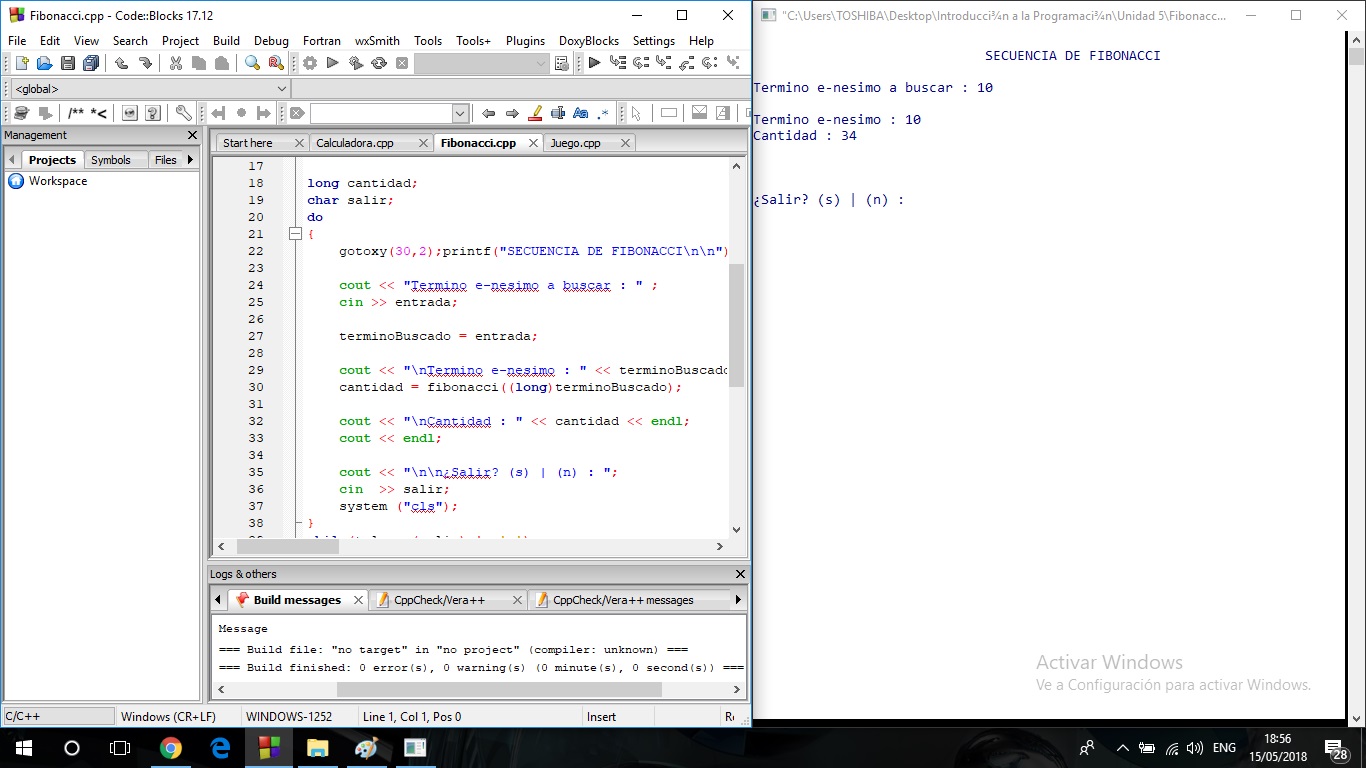 Fibonacci.cpp - Code::Blocks 17.12
File Edit View Search Project Build Debug Fortran wxSmith Tools Tools+ Plugins DoxyBlocks Settings Help
<global>
/** *<
Management
Projects Symbols Files
Workspace
Start here Calculadora.cpp Fibonacci.cpp Juego.cpp
17
18 long cantidad;
19 char salir;
20 do
21 {
22 gotoxy(30,2);printf("SECUENCIA DE FIBONACCI\n\n")
23
24 cout << "Termino e-nesimo a buscar : " ;
25 cin >> entrada;
26
27 terminoBuscado = entrada;
28
29 cout << "\nTermino e-nesimo : " << terminoBuscado
30 cantidad = fibonacci((long)terminoBuscado);
31
32 cout << "\nCantidad : " << cantidad << endl;
33 cout << endl;
34
35 cout << "\n\n¿Salir? (s) | (n) : ";
36 cin >> salir;
37 system ("cls");
38 }
Logs & others
Build messages CppCheck/Vera++ CppCheck/Vera++ messages
Message
=== Build file: "no target" in "no project" (compiler: unknown) ===
=== Build finished: 0 error(s), 0 warning(s) (0 minute(s), 0 second(s)) ===
C/C++ Windows (CR+LF) WINDOWS-1252 Line 1, Col 1, Pos 0 Insert
"C:\Users\TOSHIBA\Desktop\Introducci¾n a la Programaci¾n\Unidad 5\Fibonacc...
SECUENCIA DE FIBONACCI
Termino e-nesimo a buscar : 10
Termino e-nesimo : 10
Cantidad : 34
¿Salir? (s) | (n) :
Activar Windows
Ve a Configuración para activar Windows.
ENG
18:56
15/05/2018
28